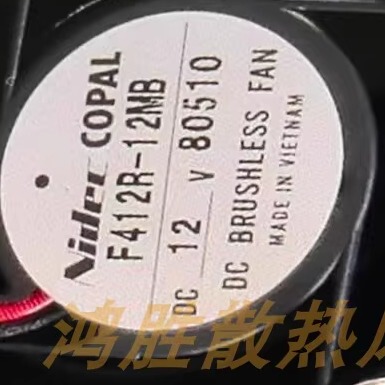 Nidec COPAL
F412R-12MB
DC 12 V 80510
DC BRUSHLESS FAN
MADE IN VIETNAM
鸿胜散热